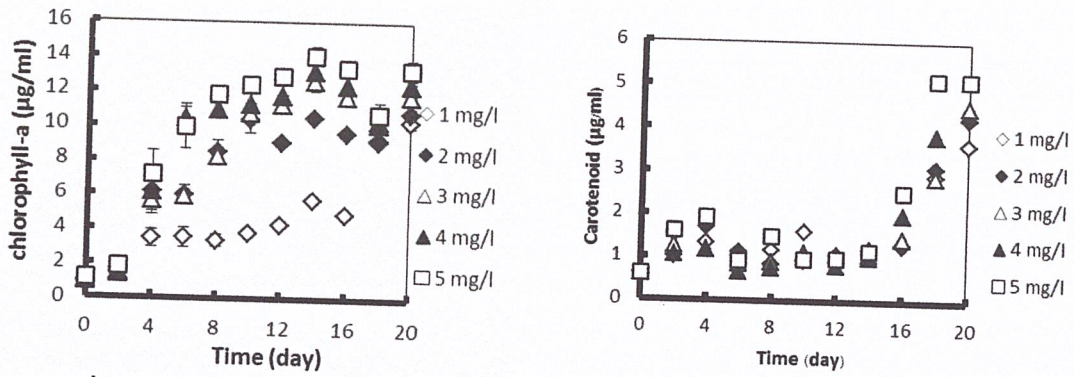 16
14
12
10
8
6
4
2
0
chlorophyll-a (µg/ml)
0 4 8 12 16 20
Time (day)
1 mg/l
2 mg/l
3 mg/l
4 mg/l
5 mg/l
6
5
4
3
2
1
0
Carotenoid (µg/ml)
0 4 8 12 16 20
Time (day)
1 mg/l
2 mg/l
3 mg/l
4 mg/l
5 mg/l